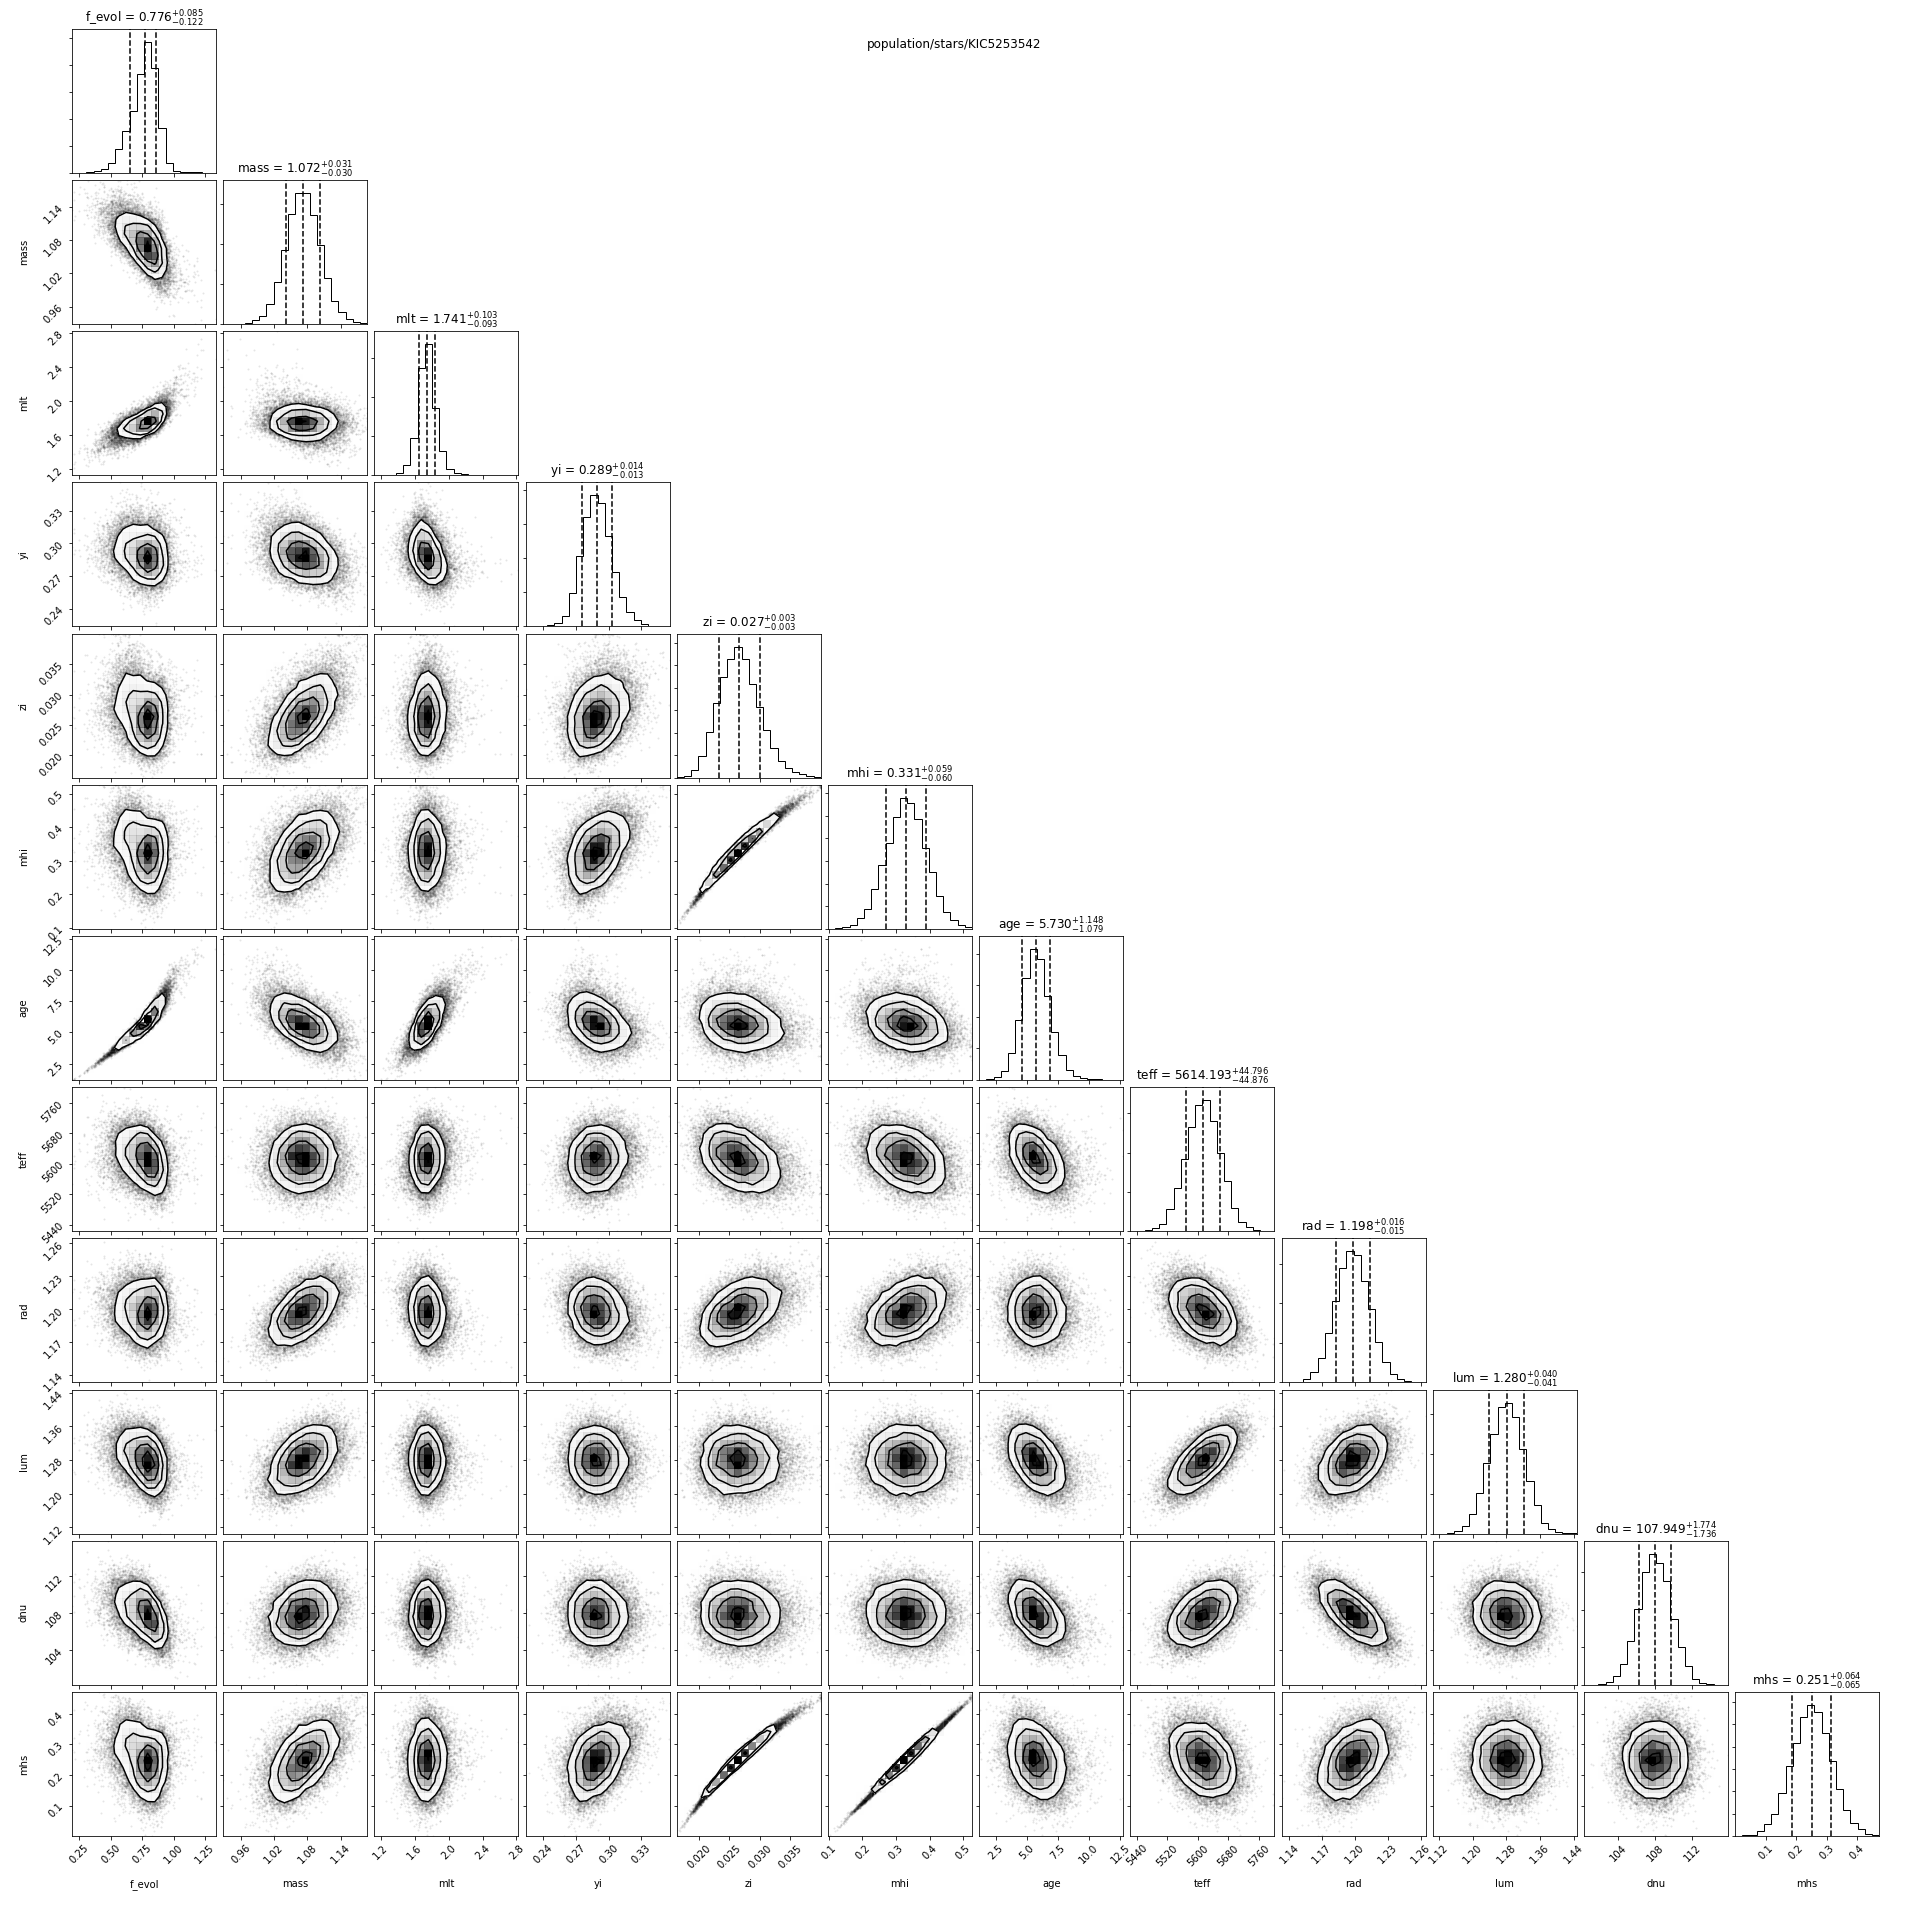 f_evol = 0.776+0.085−0.122
population/stars/KIC5253542
mass = 1.072+0.031−0.030
1.14
1.08
1.02
0.96
mass
mlt = 1.741+0.103−0.093
2.8
2.4
2.0
1.6
1.2
mlt
yi = 0.289+0.014−0.013
0.33
0.30
0.27
0.24
yi
zi = 0.027+0.003−0.003
0.035
0.030
0.025
0.020
zi
mhi = 0.331+0.059−0.060
0.5
0.4
0.3
0.2
0.1
mhi
age = 5.730+1.148−1.079
12.5
10.0
7.5
5.0
2.5
age
teff = 5614.193+44.796−44.876
5760
5680
5600
5520
5440
teff
rad = 1.198+0.016−0.015
1.26
1.23
1.20
1.17
1.14
rad
lum = 1.280+0.040−0.041
1.44
1.36
1.28
1.20
1.12
lum
dnu = 107.949+1.774−1.736
112
108
104
dnu
mhs = 0.251+0.064−0.065
0.4
0.3
0.2
0.1
mhs
0.25 0.50 0.75 1.00 1.25 0.96 1.02 1.08 1.14 1.2 1.6 2.0 2.4 2.8 0.24 0.27 0.30 0.33 0.020 0.025 0.030 0.035 0.1 0.2 0.3 0.4 0.5 2.5 5.0 7.5 10.0 12.5 5440 5520 5600 5680 5760 1.14 1.17 1.20 1.23 1.26 1.12 1.20 1.28 1.36 1.44 104 108 112 0.1 0.2 0.3 0.4
f_evol mass mlt yi zi mhi age teff rad lum dnu mhs